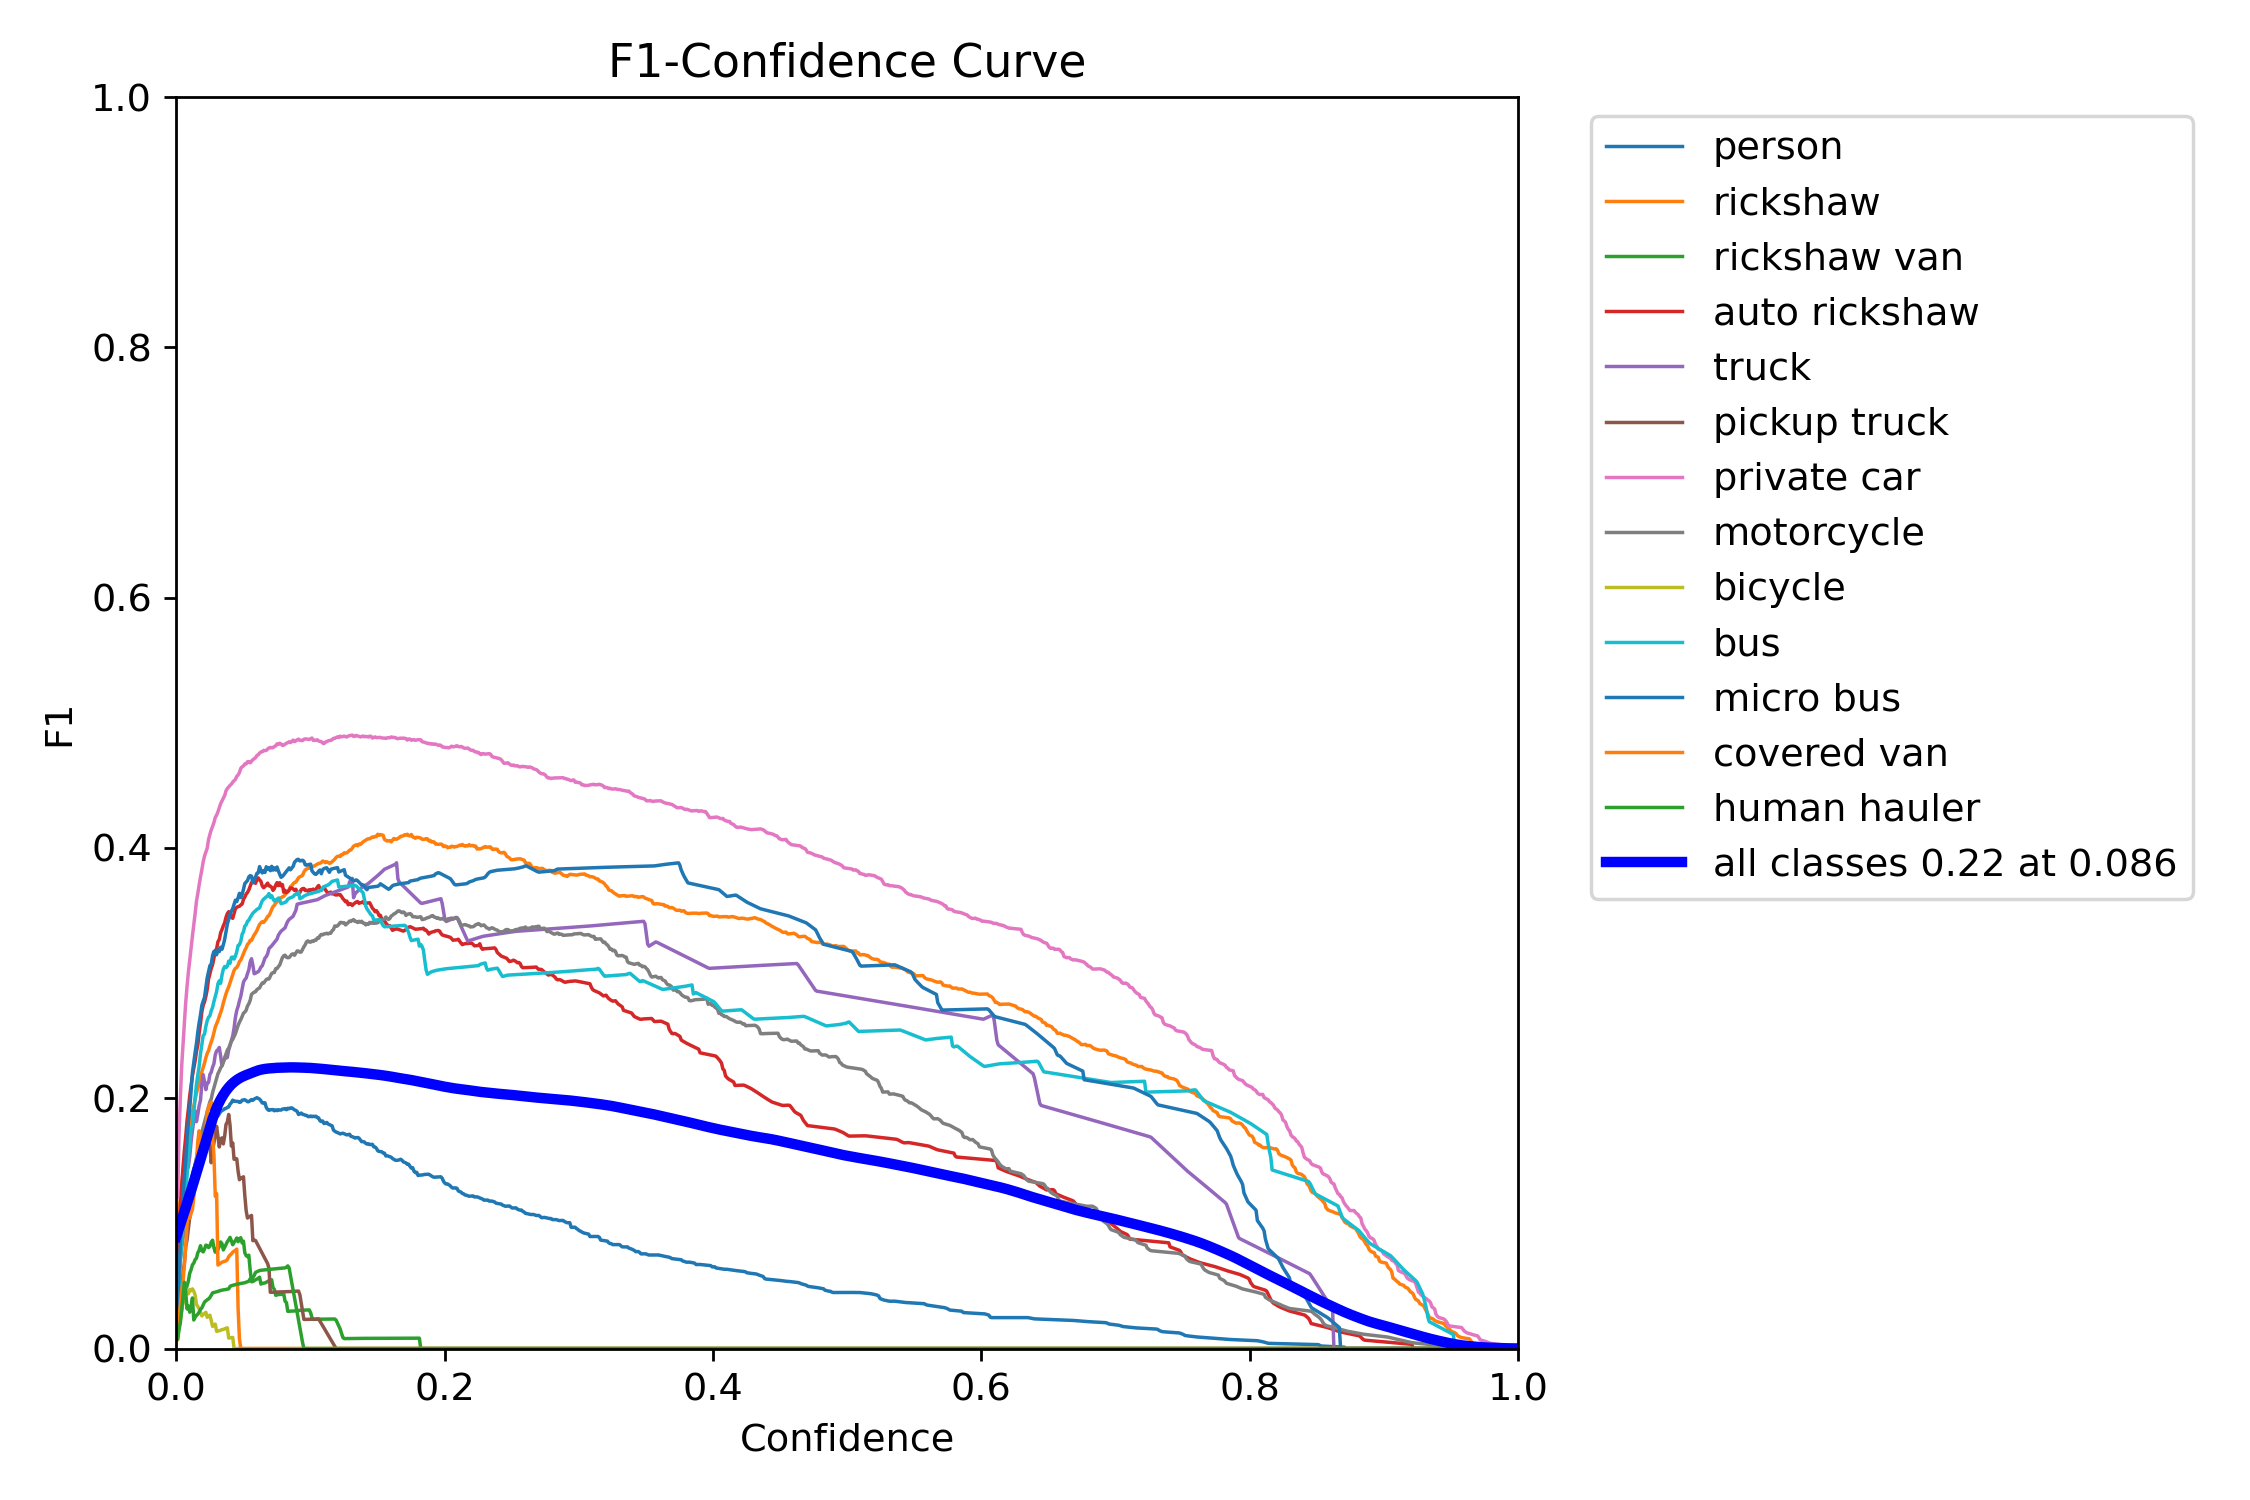 F1-Confidence Curve
1.0
0.8
0.6
0.4
0.2
0.0
F1
0.0 0.2 0.4 0.6 0.8 1.0
Confidence
person
rickshaw
rickshaw van
auto rickshaw
truck
pickup truck
private car
motorcycle
bicycle
bus
micro bus
covered van
human hauler
all classes 0.22 at 0.086